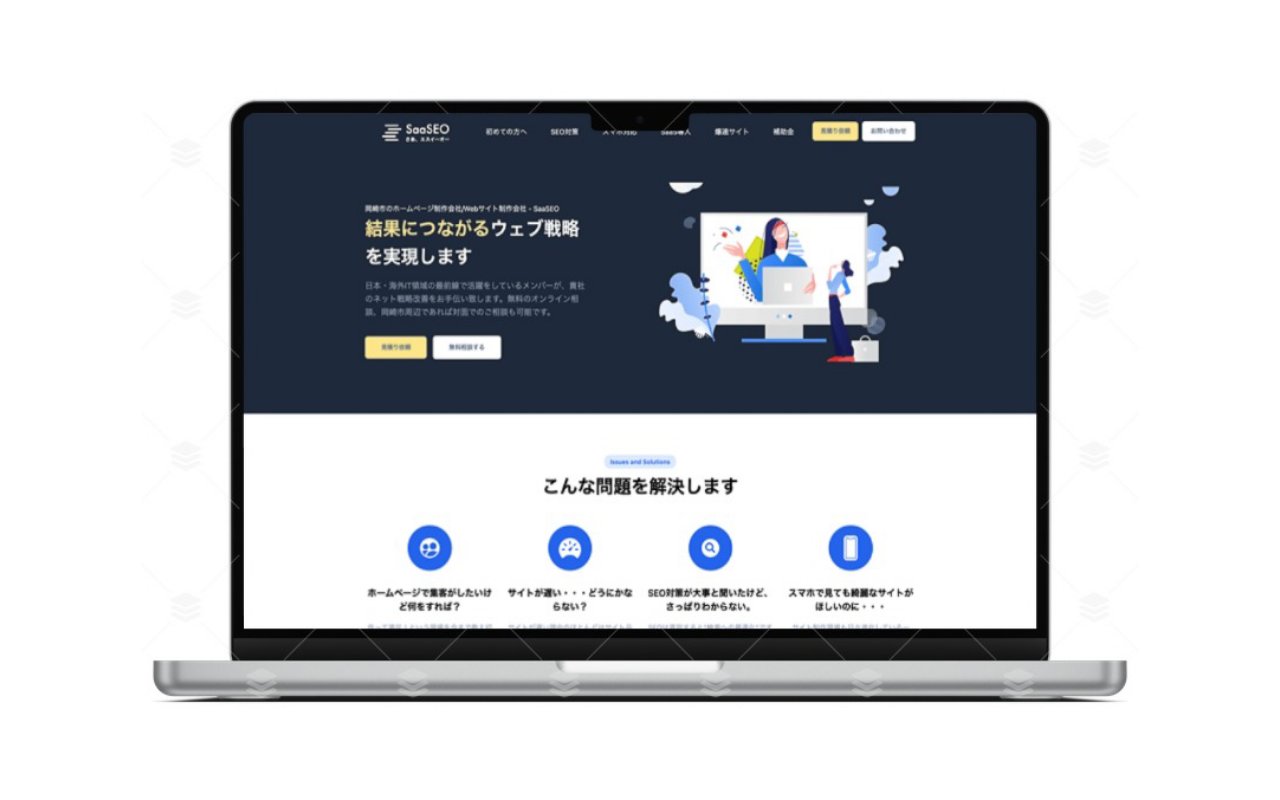 SaaSEO
初めての方へ
SEO対策
スマホ対応
SaaS導入
爆速サイト
補助金
見積り依頼
お問い合わせ
岡崎市のホームページ制作会社/Webサイト制作会社 - SaaSEO
結果につながるウェブ戦略
を実現します
日本・海外IT領域の最前線で活躍をしているメンバーが、貴社
のネット戦略改善をお手伝い致します。無料のオンライン相
談、岡崎市周辺であれば対面でのご相談も可能です。
見積り依頼
無料相談する
Issues and Solutions
こんな問題を解決します
ホームページで集客がしたいけ
ど何をすれば？
サイトが遅い・・・どうにかな
らない？
SEO対策が大事と聞いたけど、
さっぱりわからない。
スマホで見ても綺麗なサイトが
ほしいのに・・・